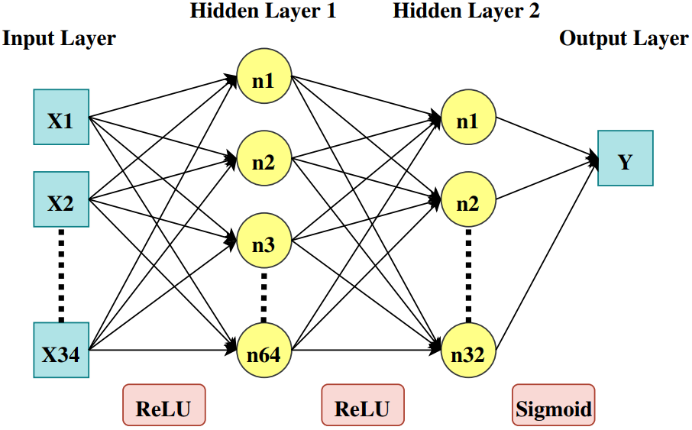 Hidden Layer 1
Hidden Layer 2
Input Layer
Output Layer
X1
X2
X34
n1
n2
n3
n64
n1
n2
n32
Y
ReLU
ReLU
Sigmoid